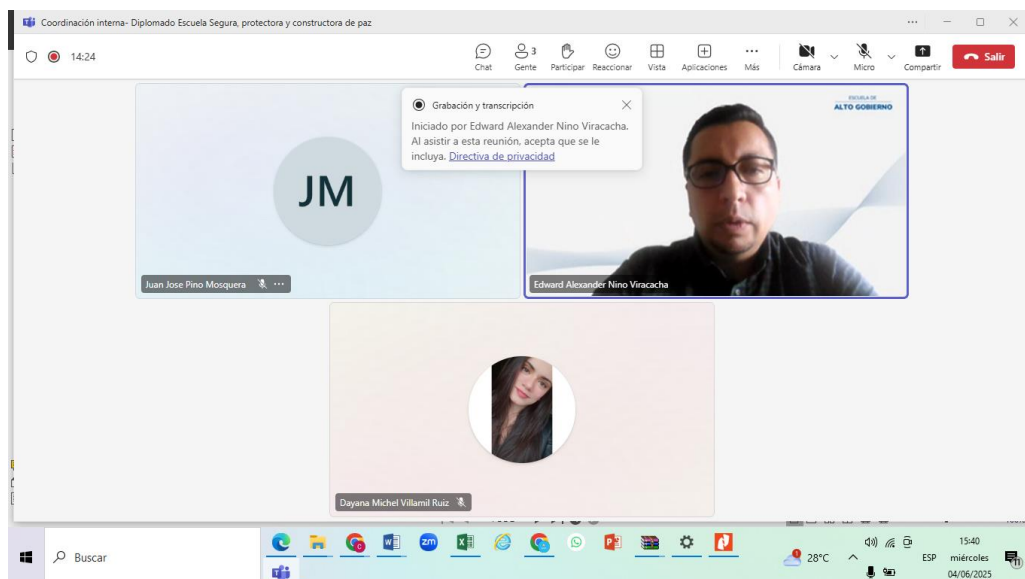 Coordinación interna- Diplomado Escuela Segura, protectora y constructora de paz
14:24
3
Chat
Gente
Participar
Reaccionar
Vista
Aplicaciones
Más
Cámara
Micro
Compartir
Salir
Grabación y transcripción
Iniciado por Edward Alexander Nino Viracacha.
Al asistir a esta reunión, acepta que se le
incluya. Directiva de privacidad
ESCUELA DE
ALTO GOBIERNO
JM
Juan Jose Pino Mosquera
Edward Alexander Nino Viracacha
Dayana Michel Villamil Ruiz
Buscar
28°C
ESP
15:40
miércoles
04/06/2025